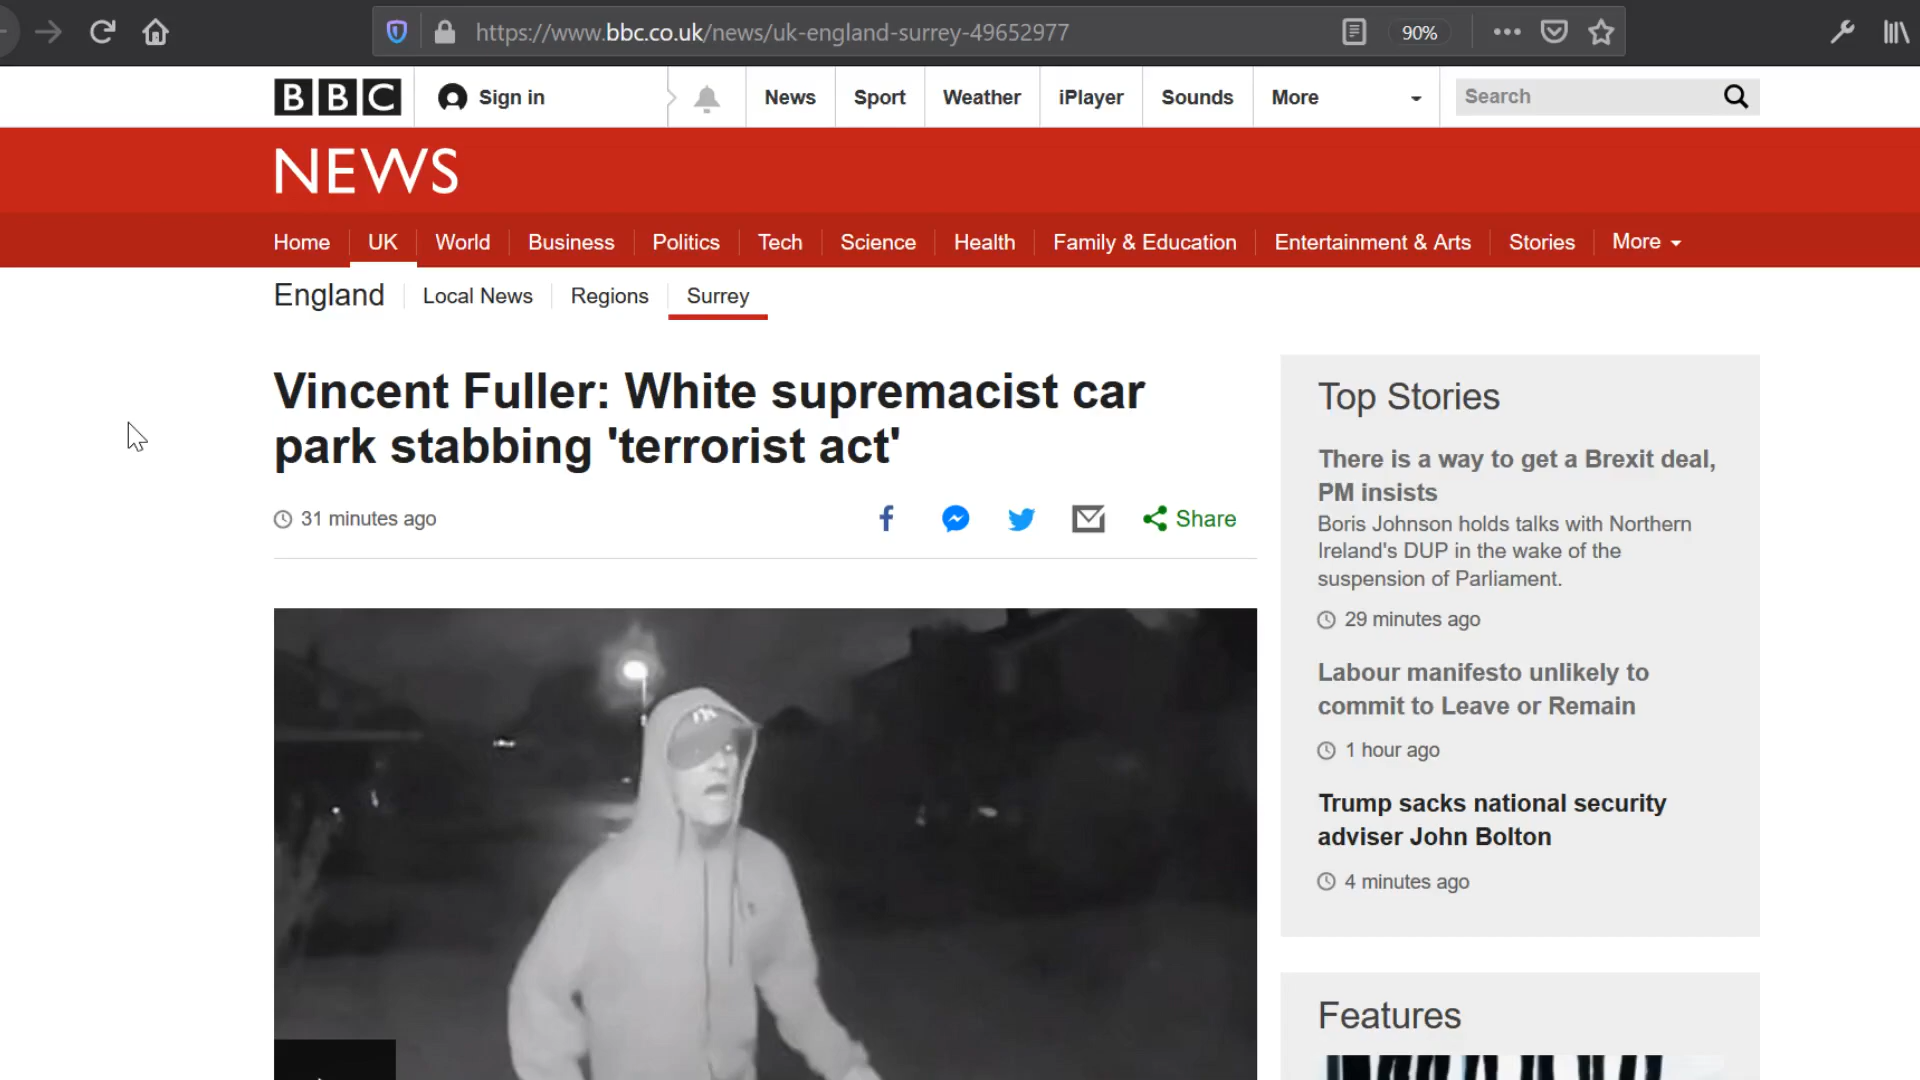 https://www.bbc.co.uk/news/uk-england-surrey-49652977
90%
BBC
Sign in
News
Sport
Weather
iPlayer
Sounds
More
Search
NEWS
Home
UK
World
Business
Politics
Tech
Science
Health
Family & Education
Entertainment & Arts
Stories
More
England
Local News
Regions
Surrey
Vincent Fuller: White supremacist car
park stabbing 'terrorist act'
31 minutes ago
Share
Top Stories
There is a way to get a Brexit deal,
PM insists
Boris Johnson holds talks with Northern
Ireland's DUP in the wake of the
suspension of Parliament.
29 minutes ago
Labour manifesto unlikely to
commit to Leave or Remain
1 hour ago
Trump sacks national security
adviser John Bolton
4 minutes ago
Features